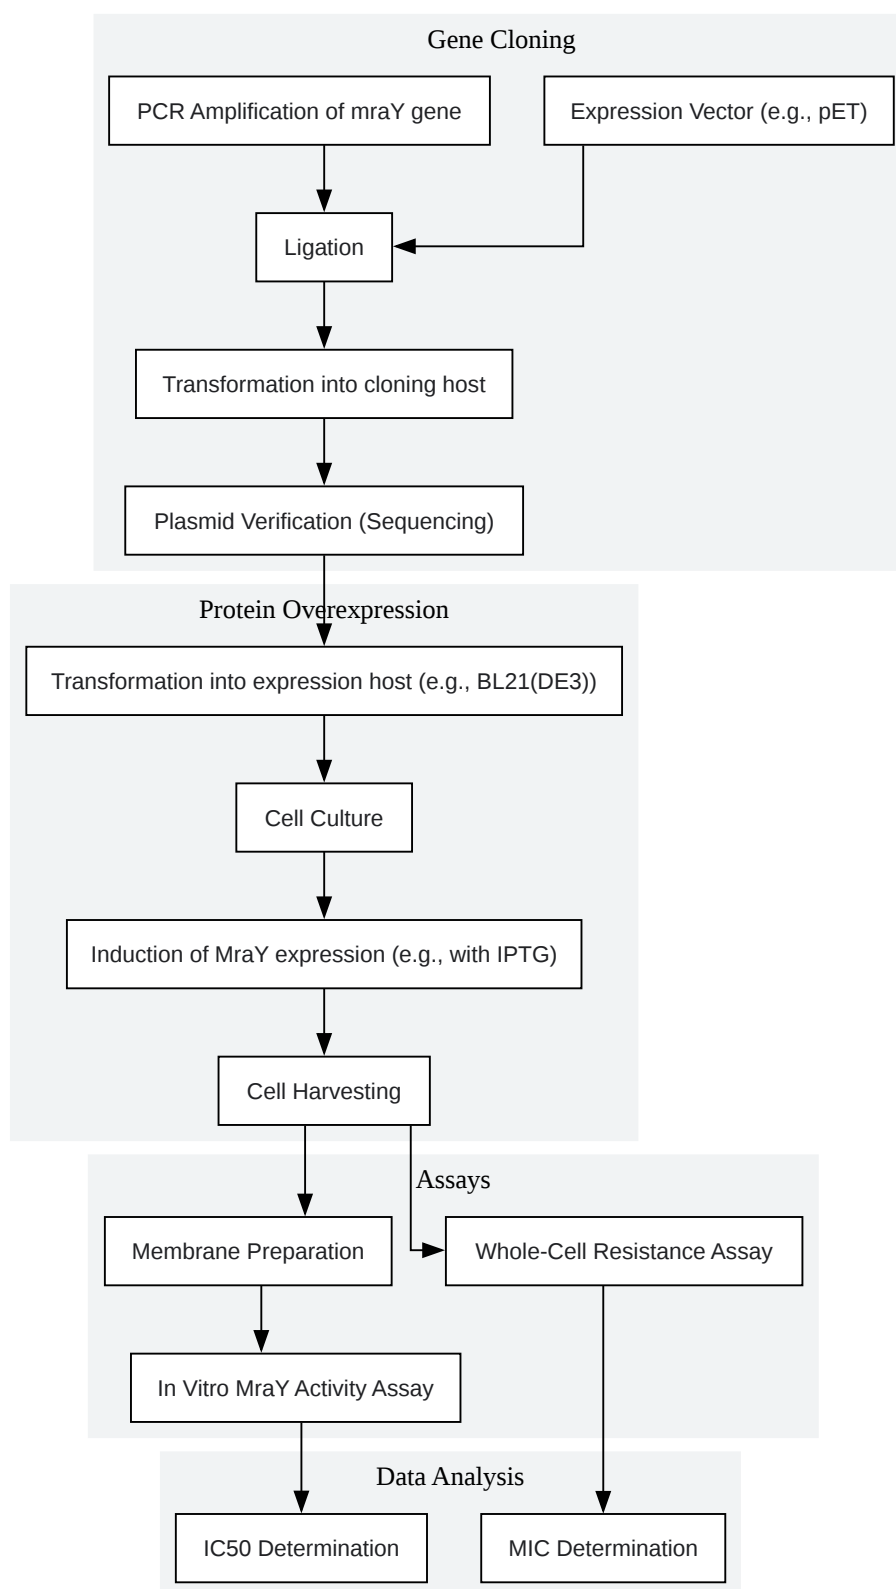 Gene Cloning
PCR Amplification of mraY gene
Expression Vector (e.g., pET)
Ligation
Transformation into cloning host
Plasmid Verification (Sequencing)
Protein Overexpression
Transformation into expression host (e.g., BL21(DE3))
Cell Culture
Induction of MraY expression (e.g., with IPTG)
Cell Harvesting
Assays
Membrane Preparation
Whole-Cell Resistance Assay
In Vitro MraY Activity Assay
Data Analysis
IC50 Determination
MIC Determination